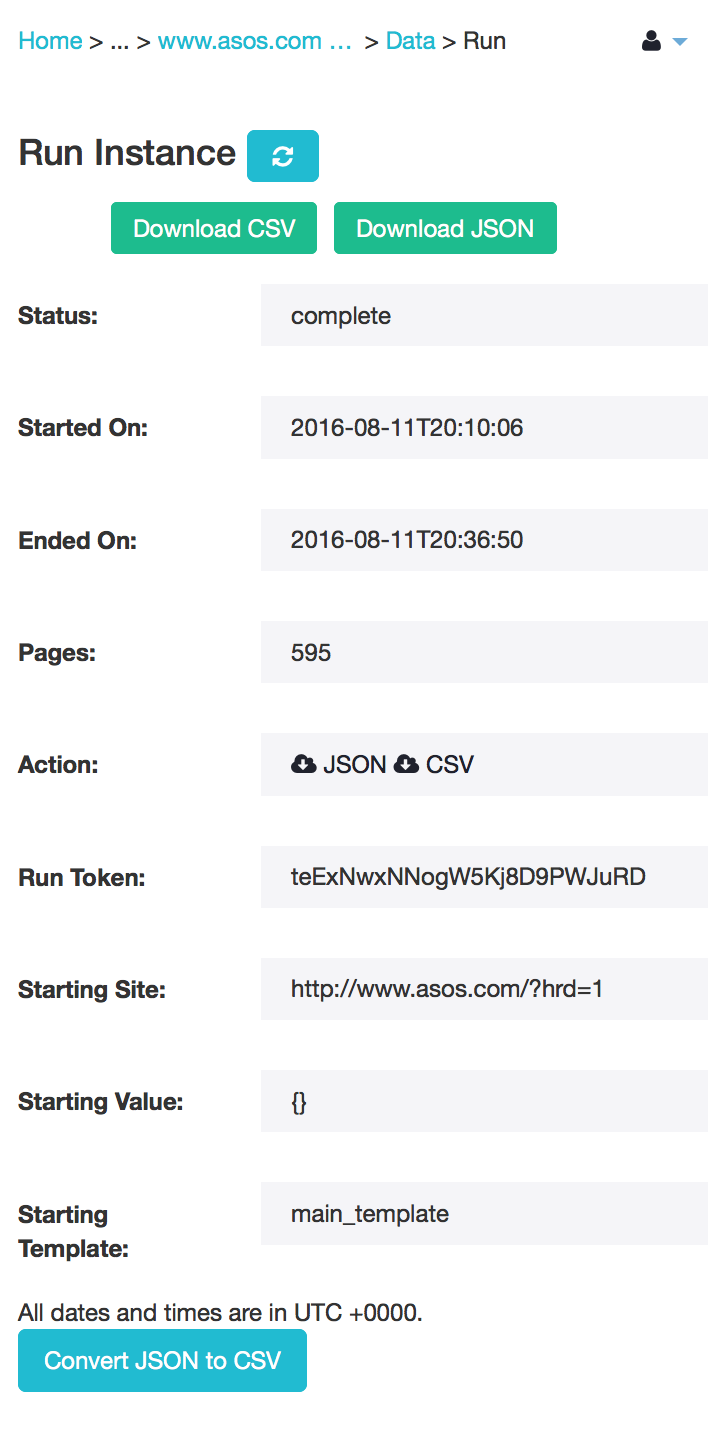 Home > ... > www.asos.com ... > Data > Run
Run Instance
Download CSV Download JSON
Status: complete
Started On: 2016-08-11T20:10:06
Ended On: 2016-08-11T20:36:50
Pages: 595
Action: JSON CSV
Run Token: teExNwxNNogW5Kj8D9PWJuRD
Starting Site: http://www.asos.com/?hrd=1
Starting Value: {}
Starting main_template
Template:
All dates and times are in UTC +0000.
Convert JSON to CSV